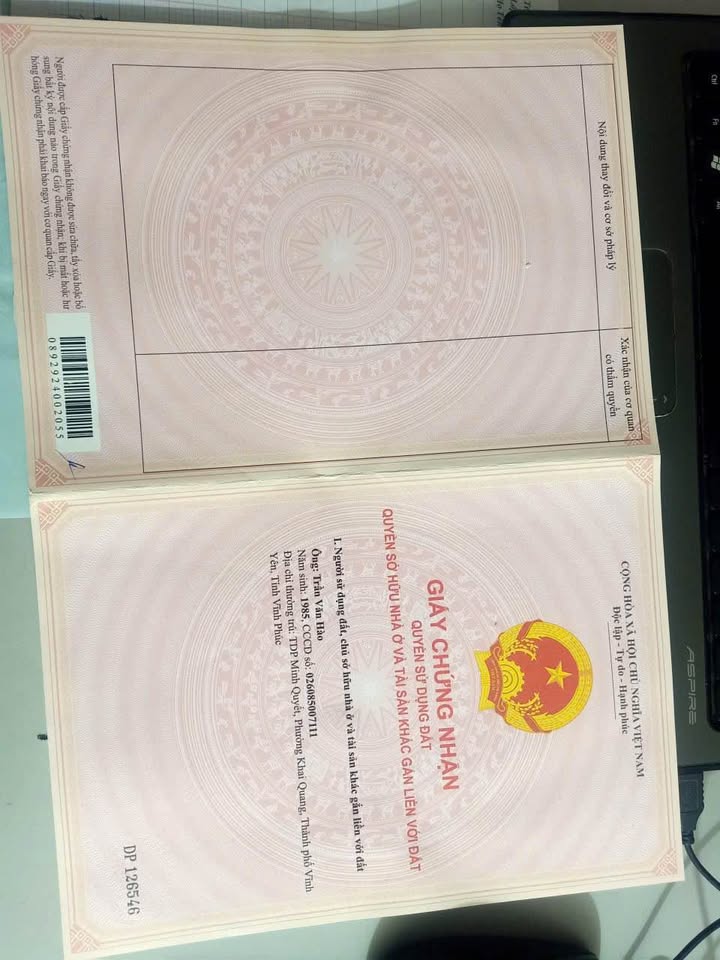 CỘNG HÒA XÃ HỘI CHỦ NGHĨA VIỆT NAM
Độc lập - Tự do - Hạnh phúc
GIẤY CHỨNG NHẬN
QUYỀN SỬ DỤNG ĐẤT
QUYỀN SỞ HỮU NHÀ Ở VÀ TÀI SẢN KHÁC GẮN LIỀN VỚI ĐẤT
I. Người sử dụng đất, chủ sở hữu nhà ở và tài sản khác gắn liền với đất
Ông: Trần Văn Hào
Năm sinh: 1985, CCCD số: 026085007111
Địa chỉ thường trú: TDP Minh Quyết, Phường Khai Quang, Thành phố Vĩnh
Yên, Tỉnh Vĩnh Phúc
DP 126546
Nội dung thay đổi và cơ sở pháp lý
Xác nhận của cơ quan
có thẩm quyền
Người được cấp Giấy chứng nhận không được sửa chữa, tẩy xóa hoặc bổ
sung bất kỳ nội dung nào trong Giấy chứng nhận; khi bị mất hoặc hư
hỏng Giấy chứng nhận phải khai báo ngay với cơ quan cấp Giấy.
0892924002055
ASPIRE
Ctrl
Fn